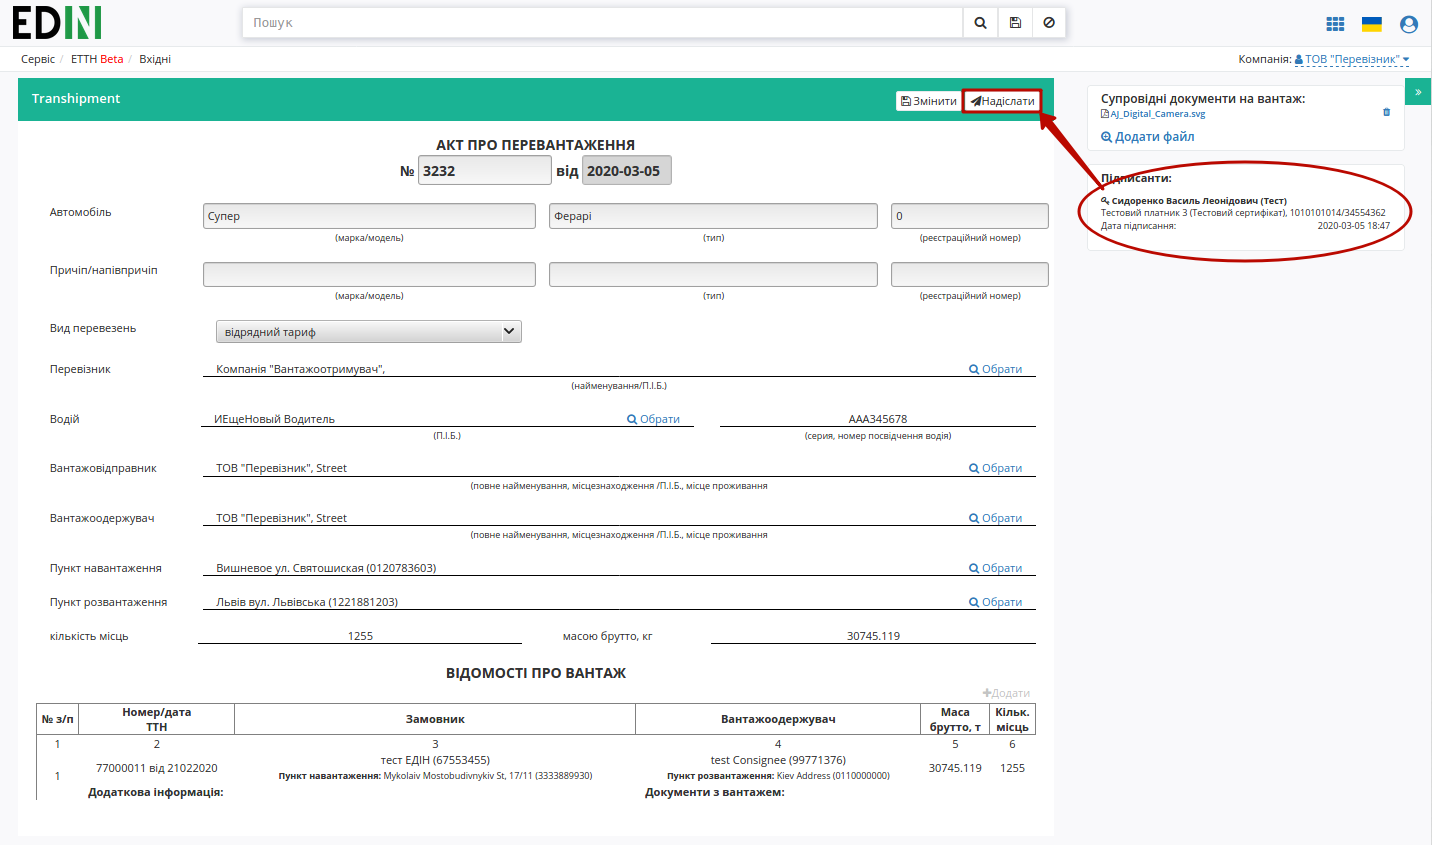 EDIN
Пошук
Сервіс / ЕТТН Beta / Вхідні
Компанія: ТОВ "Перевізник"
Transhipment
Змінити
Надіслати
»
Супровідні документи на вантаж:
AJ_Digital_Camera.svg
Додати файл
Підписанти:
Сидоренко Василь Леонідович (Тест)
Тестовий платник 3 (Тестовий сертифікат), 1010101014/34554362
Дата підписання: 2020-03-05 18:47
АКТ ПРО ПЕРЕВАНТАЖЕННЯ
№ 3232 від 2020-03-05
Автомобіль Супер Ферарі 0
(марка/модель) (тип) (реєстраційний номер)
Причіп/напівпричіп
(марка/модель) (тип) (реєстраційний номер)
Вид перевезень відрядний тариф
Перевізник Компанія "Вантажоотримувач", Обрати
(найменування/П.І.Б.)
Водій ИЕщеНовый Водитель Обрати ААА345678
(П.І.Б.) (серия, номер посвідчення водія)
Вантажовідправник ТОВ "Перевізник", Street Обрати
(повне найменування, місцезнаходження /П.І.Б., місце проживання
Вантажоодержувач ТОВ "Перевізник", Street Обрати
(повне найменування, місцезнаходження /П.І.Б., місце проживання
Пункт навантаження Вишневое ул. Святошиская (0120783603) Обрати
Пункт розвантаження Львів вул. Львівська (1221881203) Обрати
кількість місць 1255 масою брутто, кг 30745.119
ВІДОМОСТІ ПРО ВАНТАЖ
Додати
№ з/п Номер/дата ТТН Замовник Вантажоодержувач Маса брутто, т Кільк. місць
1 2 3 4 5 6
1 77000011 від 21022020 тест ЕДІН (67553455) test Consignee (99771376) 30745.119 1255
Пункт навантаження: Mykolaiv Mostobudivnykiv St, 17/11 (3333889930) Пункт розвантаження: Kiev Address (0110000000)
Додаткова інформація: Документи з вантажем: